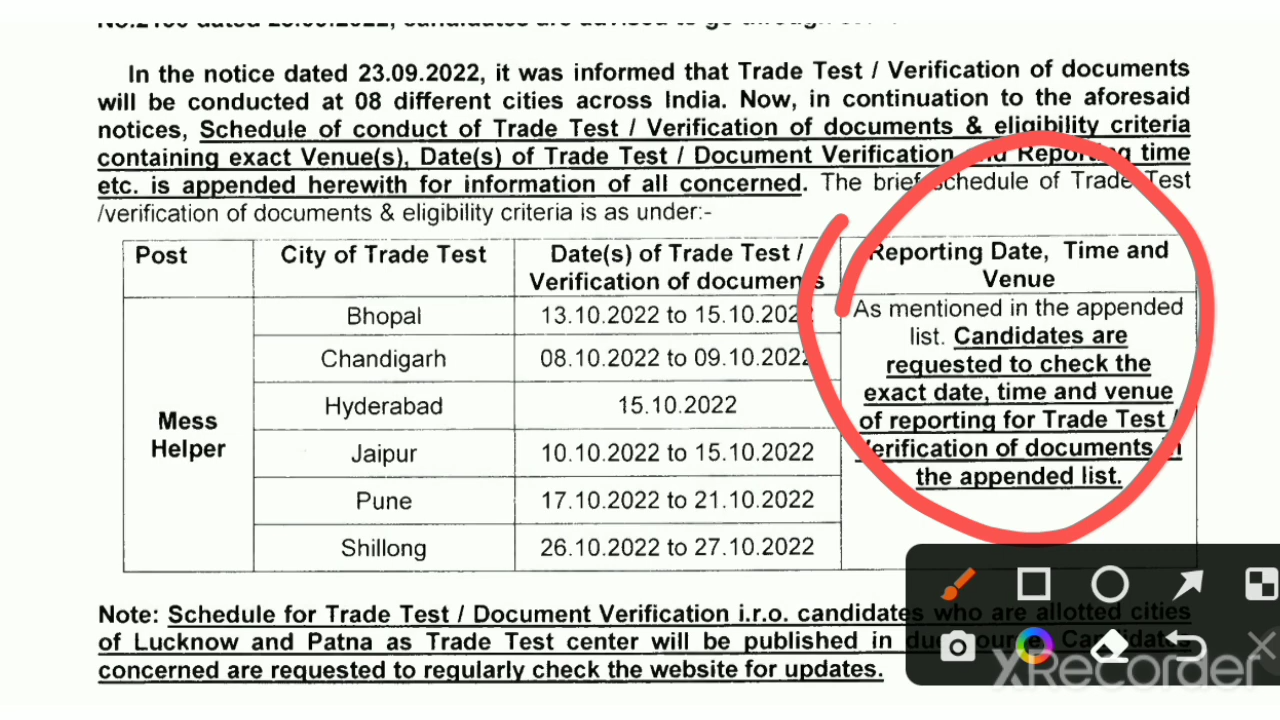 In the notice dated 23.09.2022, it was informed that Trade Test / Verification of documents
will be conducted at 08 different cities across India. Now, in continuation to the aforesaid
notices, Schedule of conduct of Trade Test / Verification of documents & eligibility criteria
containing exact Venue(s), Date(s) of Trade Test / Document Verification and Reporting time
etc. is appended herewith for information of all concerned. The brief schedule of Trade Test
/verification of documents & eligibility criteria is as under:-
Post City of Trade Test Date(s) of Trade Test / Reporting Date, Time and
Verification of documents Venue
Mess
Helper
Bhopal 13.10.2022 to 15.10.2022
Chandigarh 08.10.2022 to 09.10.2022
Hyderabad 15.10.2022
Jaipur 10.10.2022 to 15.10.2022
Pune 17.10.2022 to 21.10.2022
Shillong 26.10.2022 to 27.10.2022
As mentioned in the appended
list. Candidates are
requested to check the
exact date, time and venue
of reporting for Trade Test /
Verification of documents in
the appended list.
Note: Schedule for Trade Test / Document Verification i.r.o. candidates who are allotted cities
of Lucknow and Patna as Trade Test center will be published in due course. Candidates
concerned are requested to regularly check the website for updates.
XRecorder